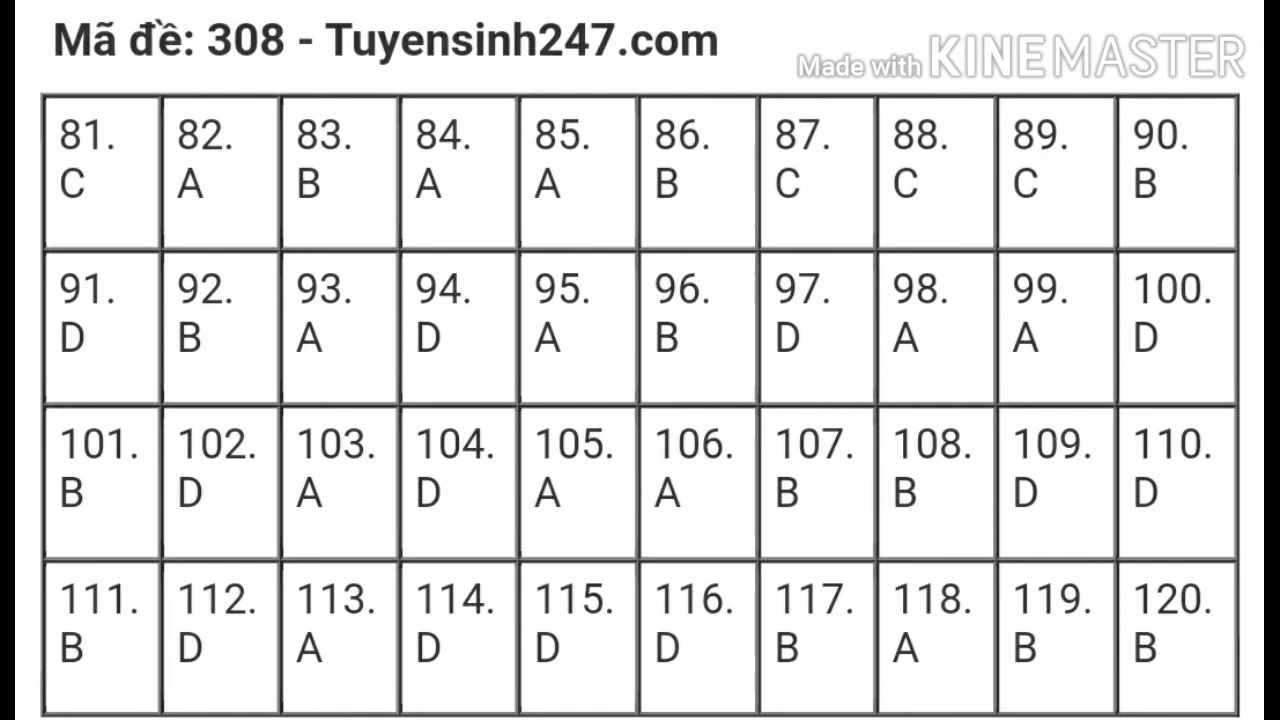 Mã đề: 308 - Tuyensinh247.com
Made with KINEMASTER
81. 82. 83. 84. 85. 86. 87. 88. 89. 90.
C A B A A B C C C B
91. 92. 93. 94. 95. 96. 97. 98. 99. 100.
D B A D A B D A A D
101. 102. 103. 104. 105. 106. 107. 108. 109. 110.
B D A D A A B B D D
111. 112. 113. 114. 115. 116. 117. 118. 119. 120.
B D A D D D B A B B